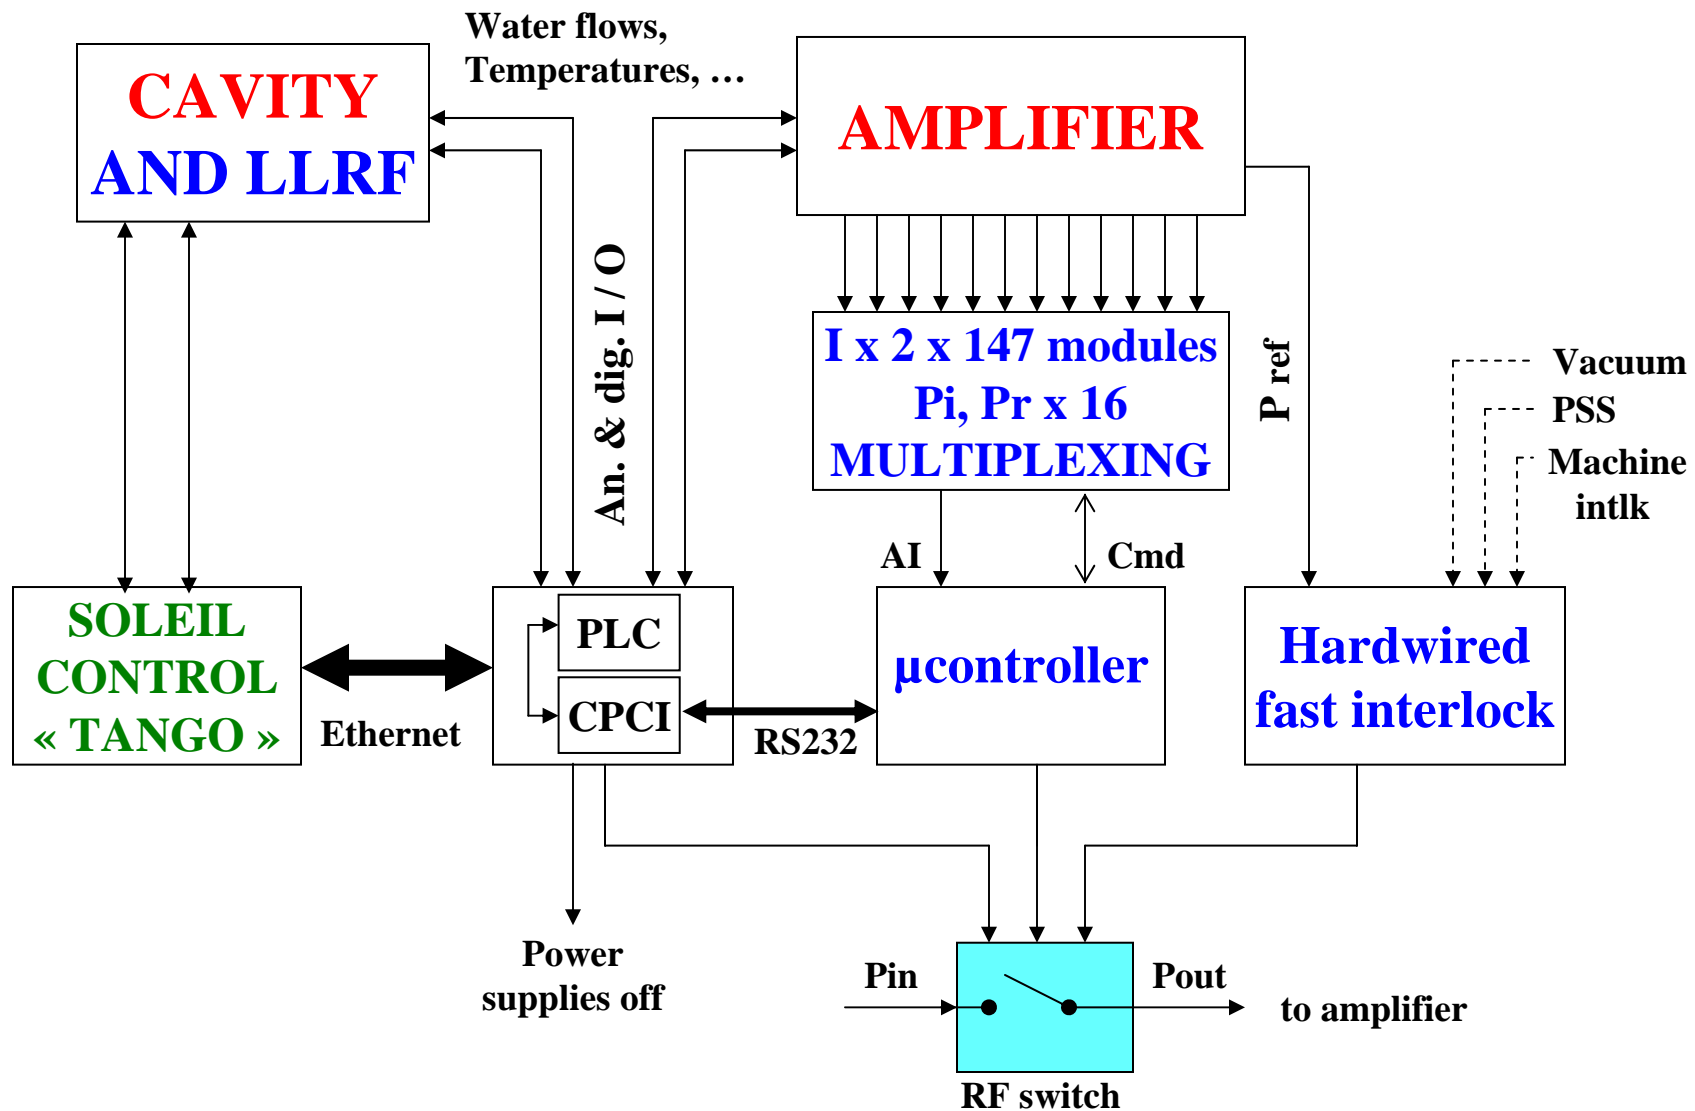 Water flows,
Temperatures, …
CAVITY
AND LLRF
AMPLIFIER
An. & dig. I / O
I x 2 x 147 modules
Pi, Pr x 16
MULTIPLEXING
P ref
Vacuum
PSS
Machine
intlk
AI
Cmd
SOLEIL
CONTROL
« TANGO »
Ethernet
PLC
CPCI
RS232
µcontroller
Hardwired
fast interlock
Power
supplies off
Pin
Pout
to amplifier
RF switch